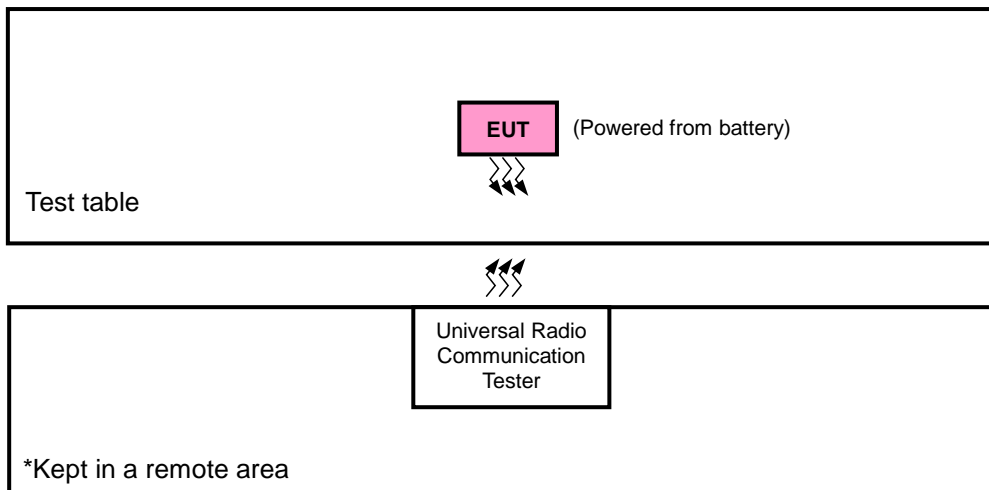 EUT
(Powered from battery)
Test table
Universal Radio
Communication
Tester
*Kept in a remote area